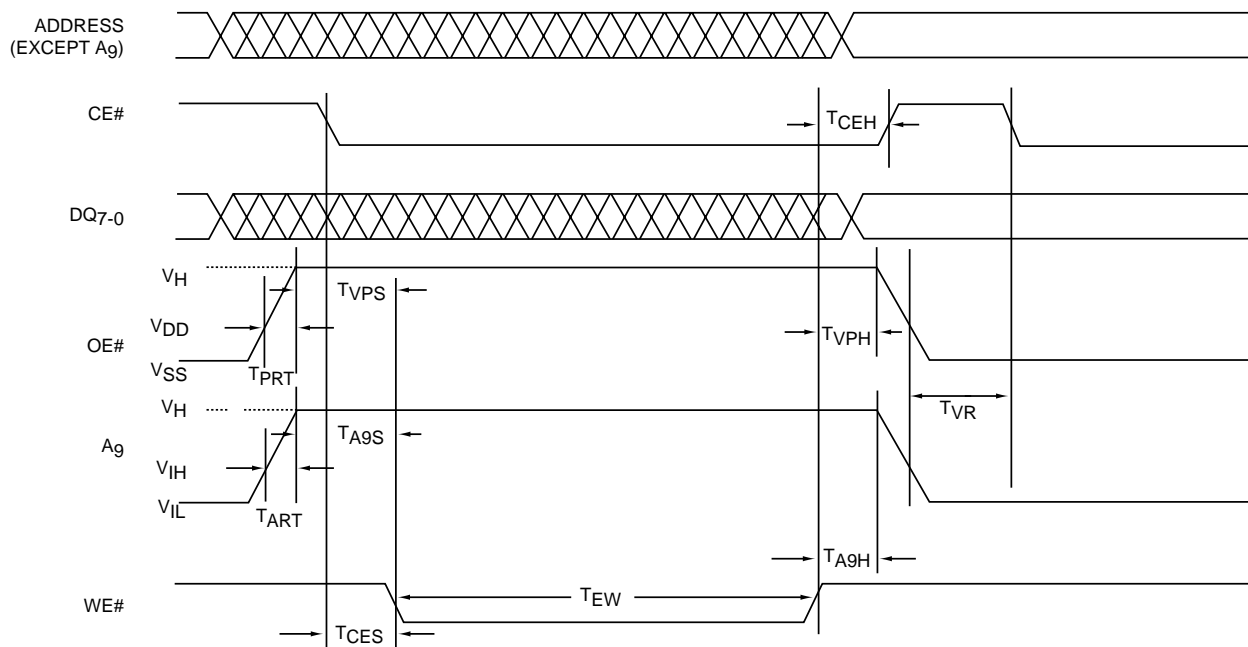 ADDRESS
(EXCEPT A9)
CE#
TCEH
DQ7-0
VH
TVPS
VDD
TVPH
OE#
VSS
TPRT
VH
TVR
A9
TA9S
VIH
VIL
TART
TA9H
WE#
TEW
TCES